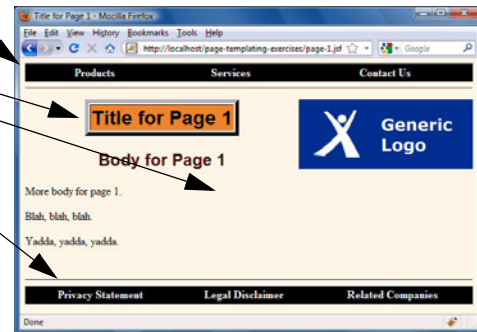 Title for Page 1 - Mozilla Firefox
File Edit View History Bookmarks Tools Help
http://localhost/page-templating-exercises/page-1.jsf Google
Products Services Contact Us
Title for Page 1
Generic
Logo
Body for Page 1
More body for page 1.
Blah, blah, blah.
Yadda, yadda, yadda.
Privacy Statement Legal Disclaimer Related Companies
Done